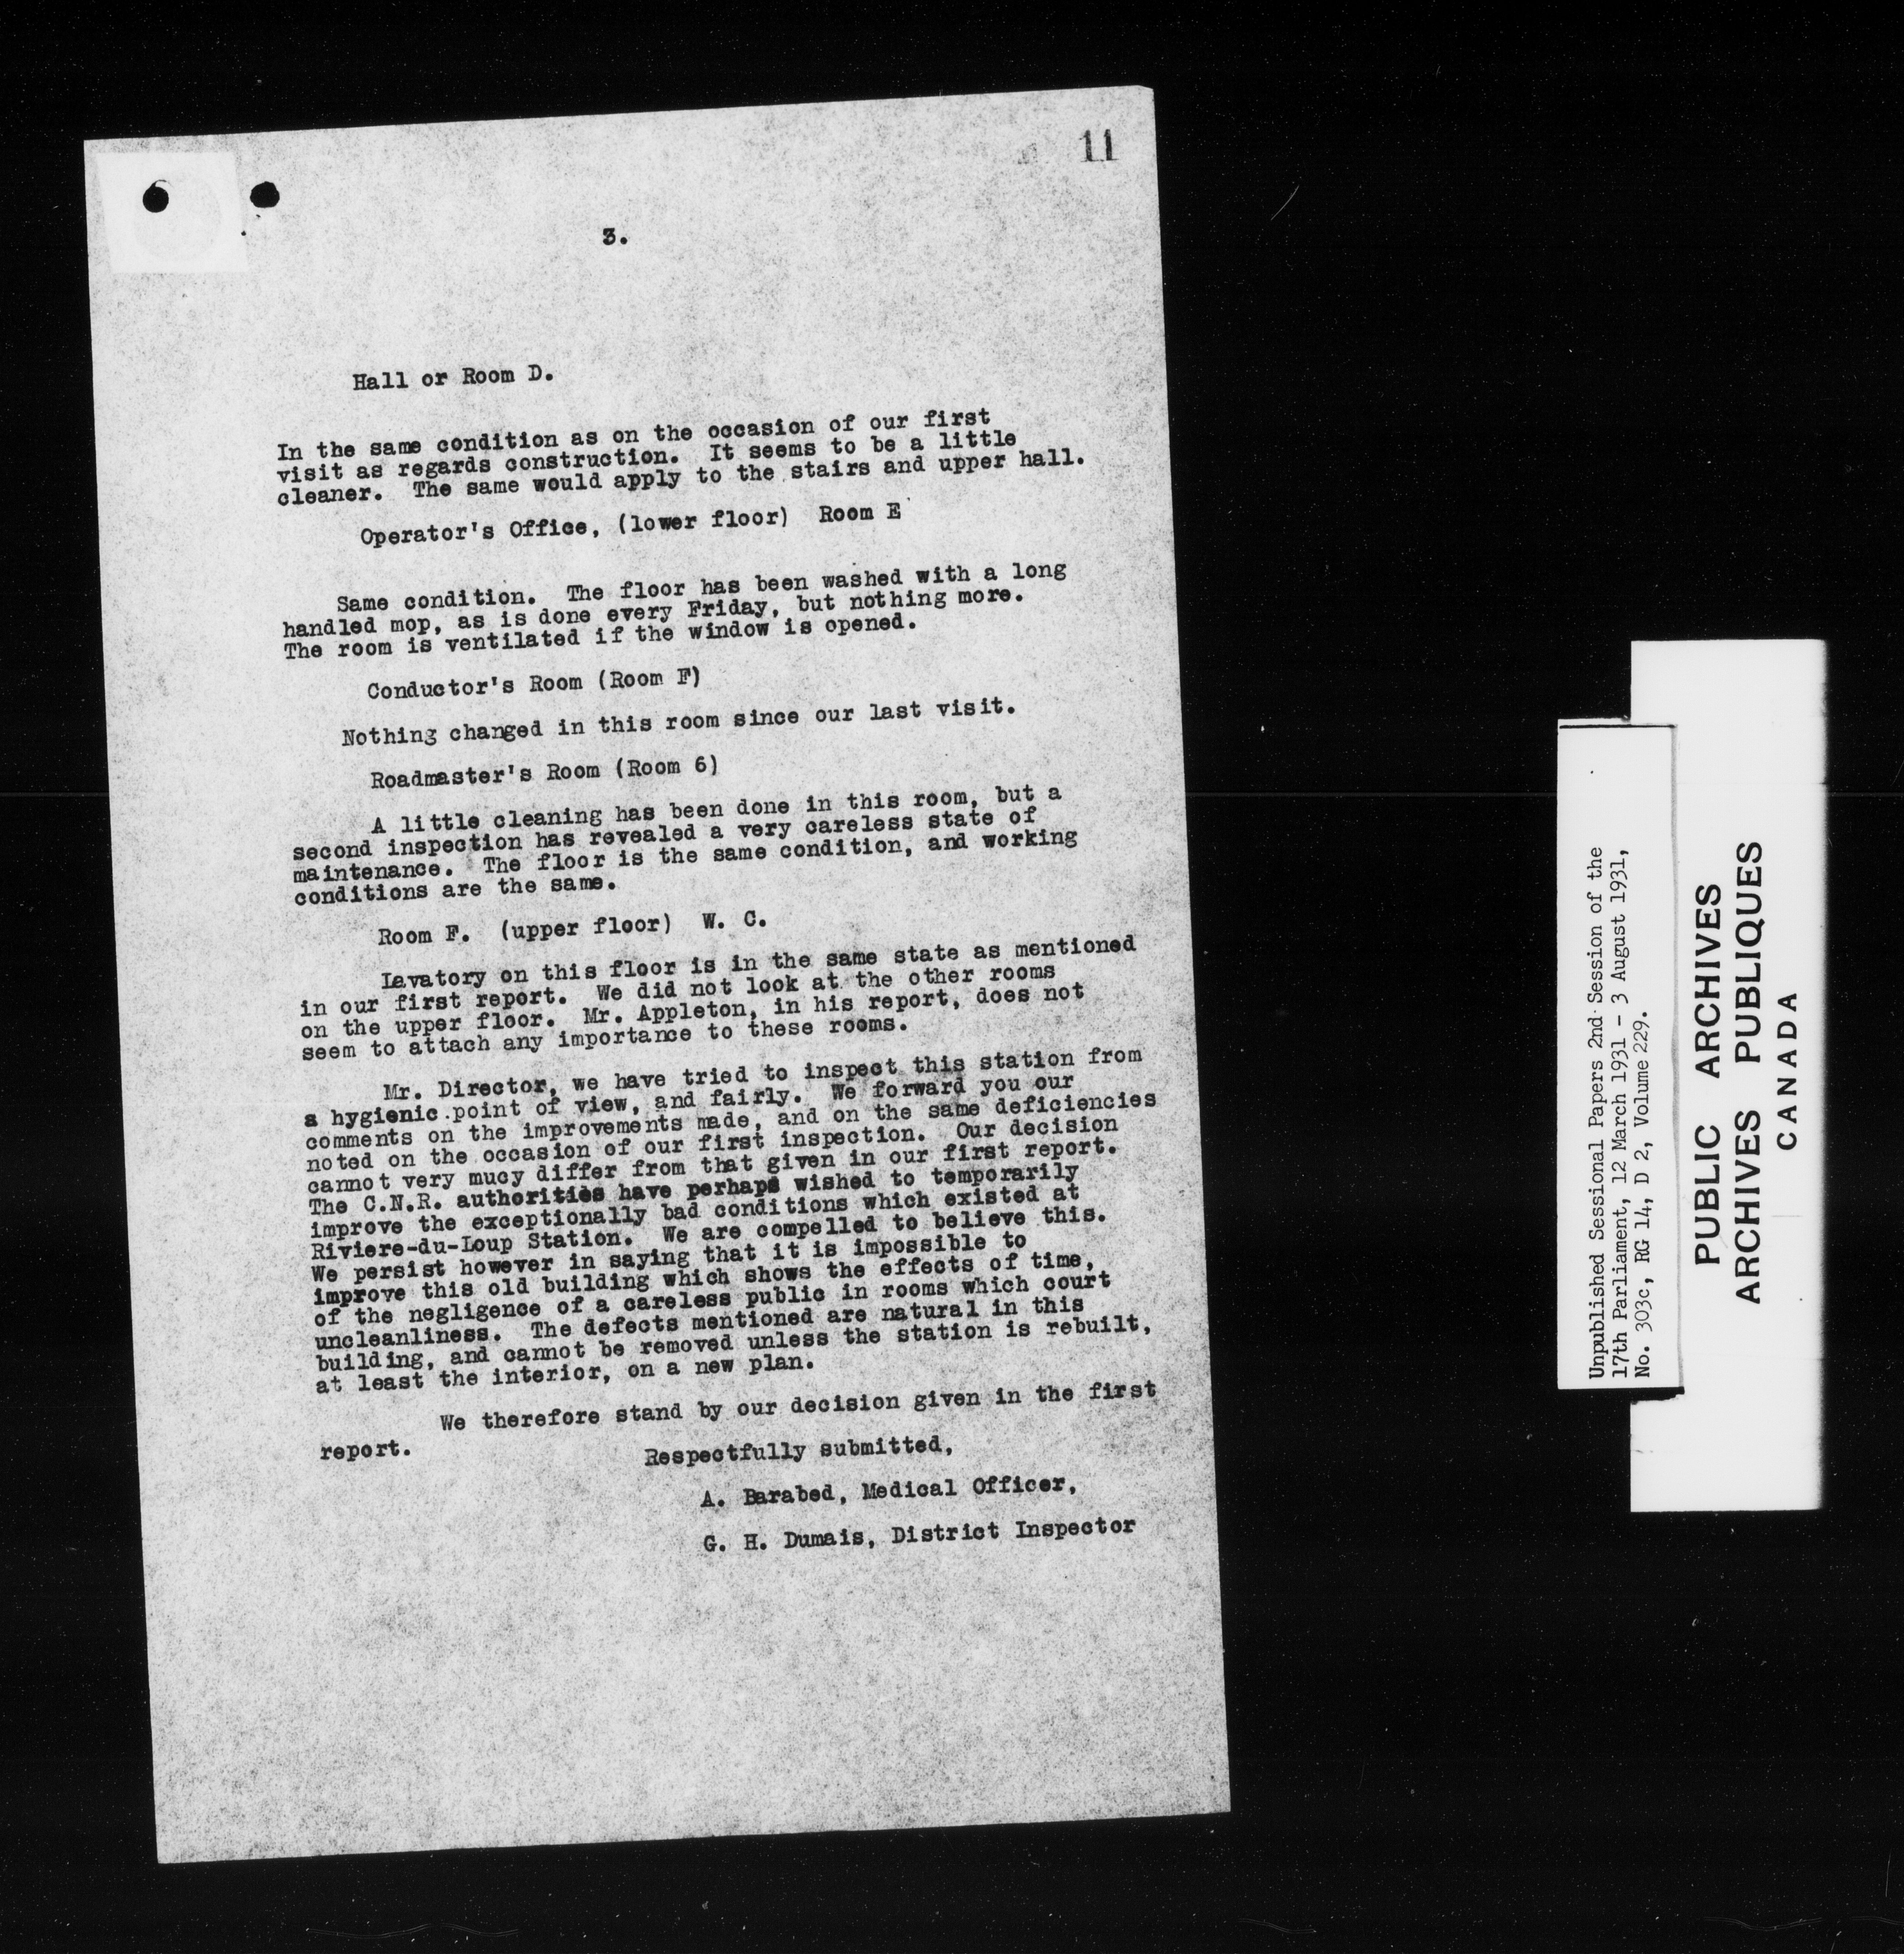 11
3.
Hall or Room D.
In the same condition as on the occasion of our first
visit as regards construction. It seems to be a little
cleaner. The same would apply to the stairs and upper hall.
Operator's Office, (lower floor) Room E
Same condition. The floor has been washed with a long
handled mop, as is done every Friday, but nothing more.
The room is ventilated if the window is opened.
Conductor's Room (Room F)
Nothing changed in this room since our last visit.
Roadmaster's Room (Room 6)
A little cleaning has been done in this room, but a
second inspection has revealed a very careless state of
maintenance. The floor is the same condition, and working
conditions are the same.
Room F. (upper floor) W. C.
Lavatory on this floor is in the same state as mentioned
in our first report. We did not look at the other rooms
on the upper floor. Mr. Appleton, in his report, does not
seem to attach any importance to these rooms.
Mr. Director, we have tried to inspect this station from
a hygienic point of view, and fairly. We forward you our
comments on the improvements made, and on the same deficiencies
noted on the occasion of our first inspection. Our decision
cannot very mucy differ from that given in our first report.
The C.N.R. authorities have perhaps wished to temporarily
improve the exceptionally bad conditions which existed at
Riviere-du-Loup Station. We are compelled to believe this.
We persist however in saying that it is impossible to
improve this old building which shows the effects of time,
of the negligence of a careless public in rooms which court
uncleanliness. The defects mentioned are natural in this
building, and cannot be removed unless the station is rebuilt,
at least the interior, on a new plan.
We therefore stand by our decision given in the first
report.
Respectfully submitted,
A. Barabed, Medical Officer,
G. H. Dumais, District Inspector
Unpublished Sessional Papers 2nd Session of the
17th Parliament, 12 March 1931 - 3 August 1931,
No. 303c, RG 14, D 2, Volume 229.
PUBLIC ARCHIVES
ARCHIVES PUBLIQUES
CANADA